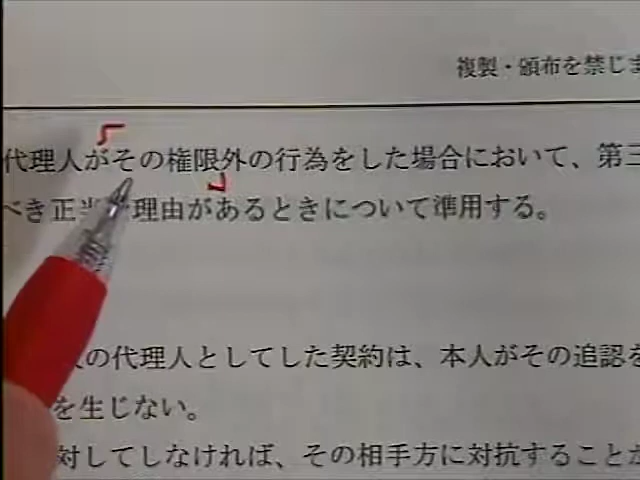 複製・頒布を禁じま
代理人がその権限外の行為をした場合において、第三
べき正当 理由があるときについて準用する。
の代理人としてした契約は、本人がその追認を
を生じない。
対してしなければ、その相手方に対抗することが